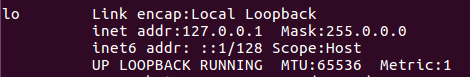 lo        Link encap:Local Loopback
          inet addr:127.0.0.1  Mask:255.0.0.0
          inet6 addr: ::1/128 Scope:Host
          UP LOOPBACK RUNNING  MTU:65536  Metric:1